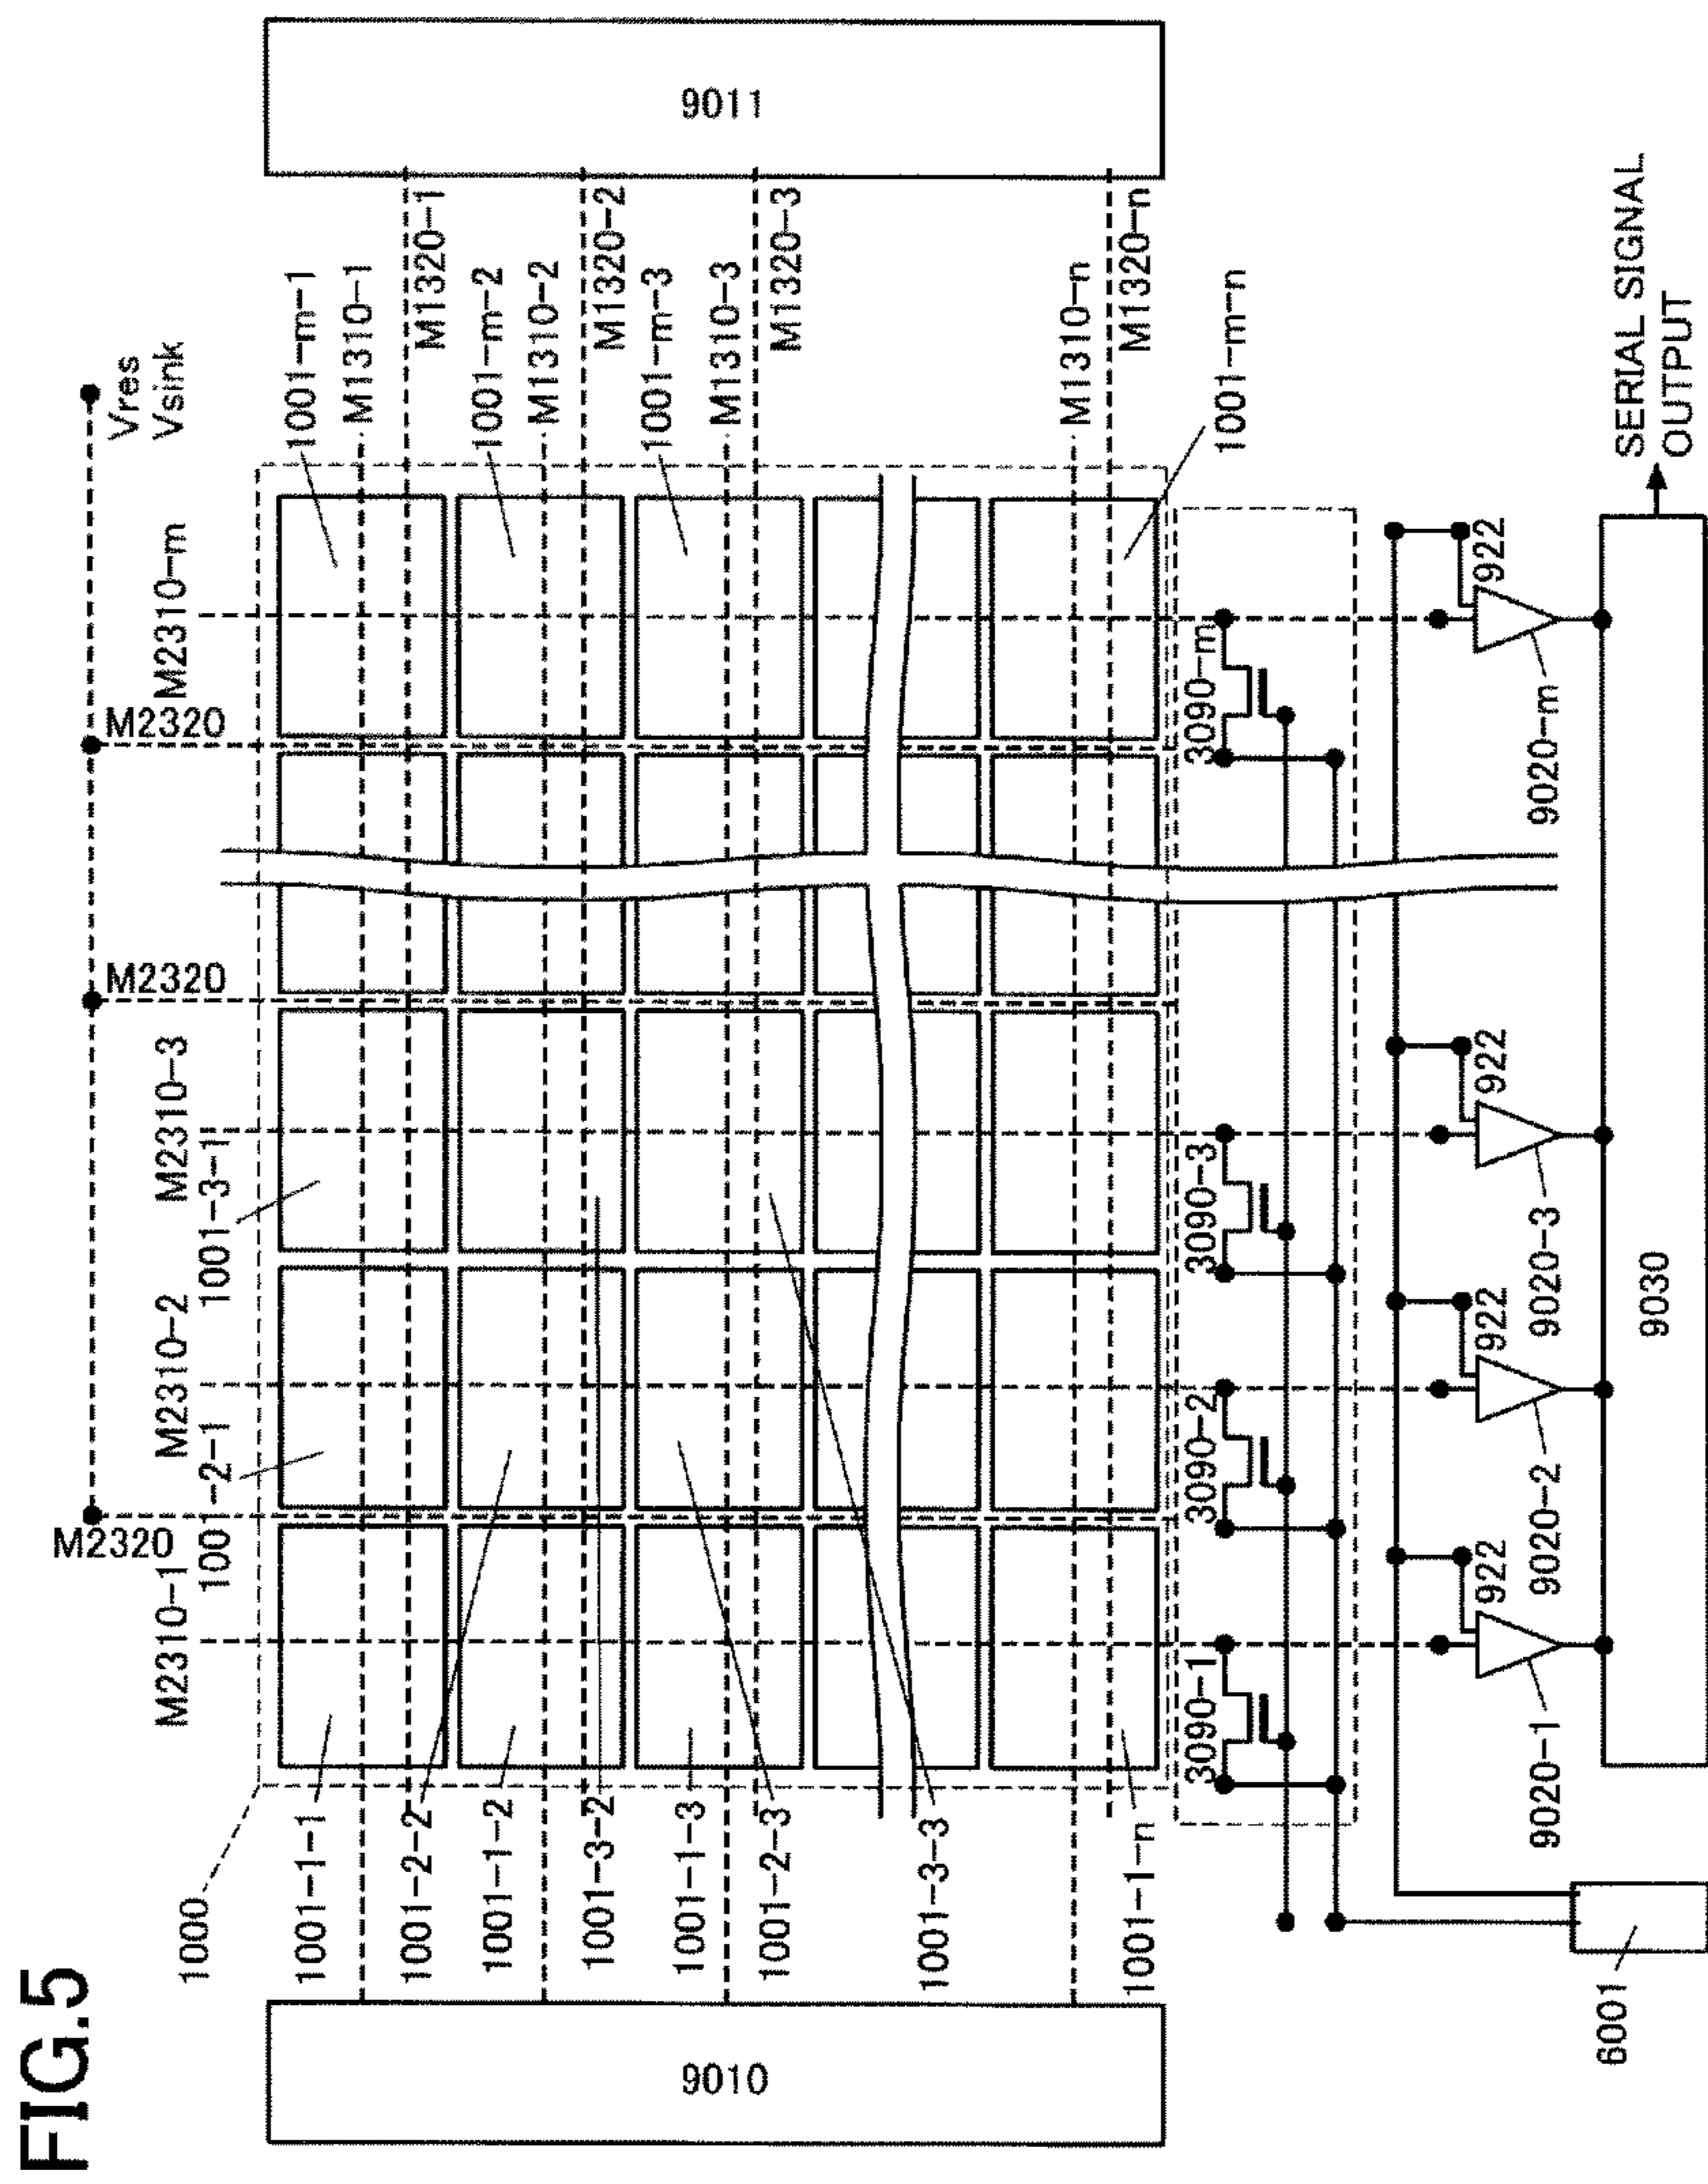 FIG.5
1000
M2310-1
M2320
M2310-2
1001-2-1
M2310-3
1001-3-1
M2320
M2320
M2310-m
Vres
Vsink
9010
1001-1-1
1001-2-2
1001-1-2
1001-3-2
1001-1-3
1001-2-3
1001-3-3
1001-1-n
1001-m-1
M1310-1
M1320-1
1001-m-2
M1310-2
M1320-2
1001-m-3
M1310-3
M1320-3
M1310-n
M1320-n
1001-m-n
9011
3090-1
3090-2
3090-3
3090-m
922
922
922
922
9020-1
9020-2
9020-3
9020-m
6001
9030
SERIAL SIGNAL
OUTPUT